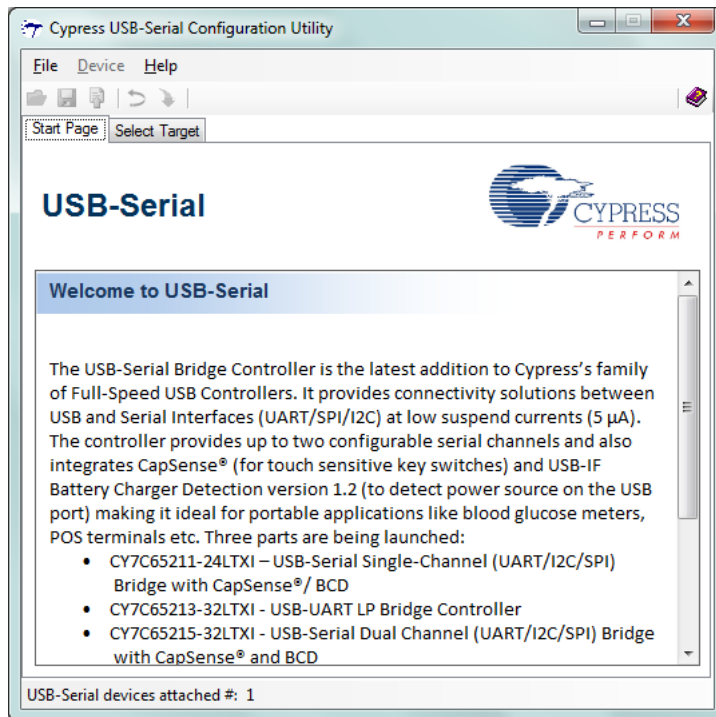 Cypress USB-Serial Configuration Utility
File Device Help
Start Page Select Target
USB-Serial
CYPRESS
PERFORM
Welcome to USB-Serial
The USB-Serial Bridge Controller is the latest addition to Cypress's family
of Full-Speed USB Controllers. It provides connectivity solutions between
USB and Serial Interfaces (UART/SPI/I2C) at low suspend currents (5 µA).
The controller provides up to two configurable serial channels and also
integrates CapSense® (for touch sensitive key switches) and USB-IF
Battery Charger Detection version 1.2 (to detect power source on the USB
port) making it ideal for portable applications like blood glucose meters,
POS terminals etc. Three parts are being launched:
• CY7C65211-24LTXI – USB-Serial Single-Channel (UART/I2C/SPI)
Bridge with CapSense®/ BCD
• CY7C65213-32LTXI - USB-UART LP Bridge Controller
• CY7C65215-32LTXI - USB-Serial Dual Channel (UART/I2C/SPI) Bridge
with CapSense® and BCD
USB-Serial devices attached #: 1